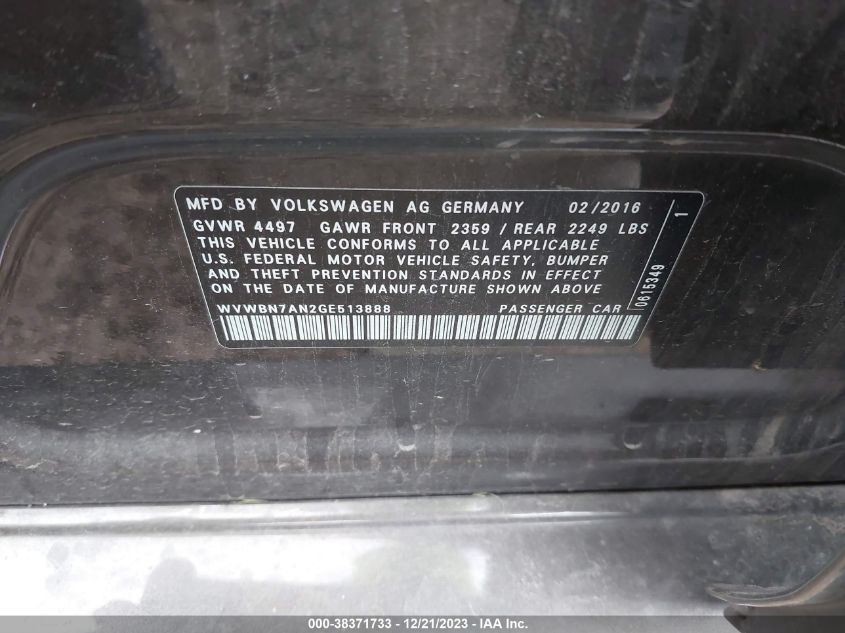 MFD BY VOLKSWAGEN AG GERMANY 02/2016
GVWR 4497 GAWR FRONT 2359 / REAR 2249 LBS
THIS VEHICLE CONFORMS TO ALL APPLICABLE
U.S. FEDERAL MOTOR VEHICLE SAFETY, BUMPER
AND THEFT PREVENTION STANDARDS IN EFFECT
ON THE DATE OF MANUFACTURE SHOWN ABOVE
WVWBN7AN2GE513888 PASSENGER CAR
0615349 1
000-38371733 - 12/21/2023 - IAA Inc.